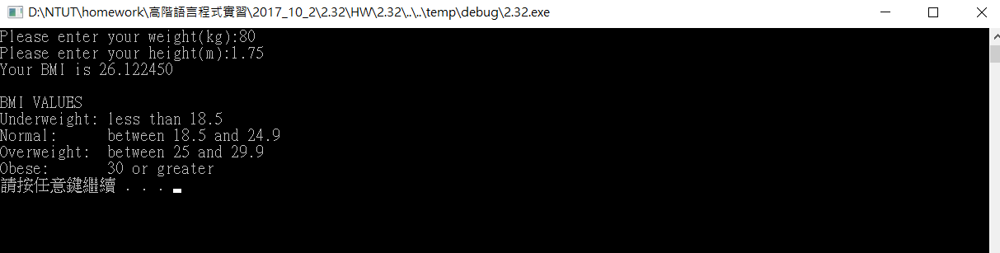 D:\NTUT\homework\高階語言程式實習\2017_10_2\2.32\HW\2.32\..\..\temp\debug\2.32.exe
Please enter your weight(kg):80
Please enter your height(m):1.75
Your BMI is 26.122450
BMI VALUES
Underweight: less than 18.5
Normal:      between 18.5 and 24.9
Overweight:  between 25 and 29.9
Obese:       30 or greater
請按任意鍵繼續 . . .